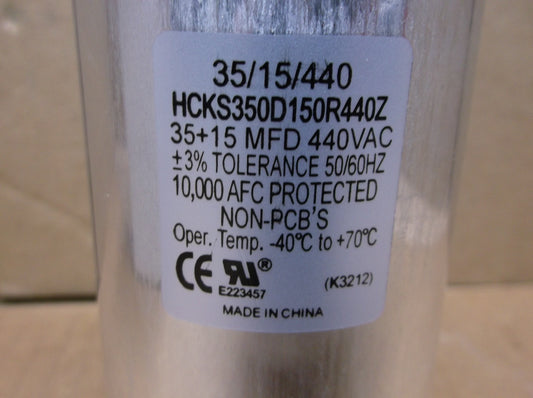 35/15/440
HCKS350D150R440Z
35+15 MFD 440VAC
±3% TOLERANCE 50/60HZ
10,000 AFC PROTECTED
NON-PCB'S
Oper. Temp. -40°C to +70°C
CE RU®
E223457
(K3212)
MADE IN CHINA